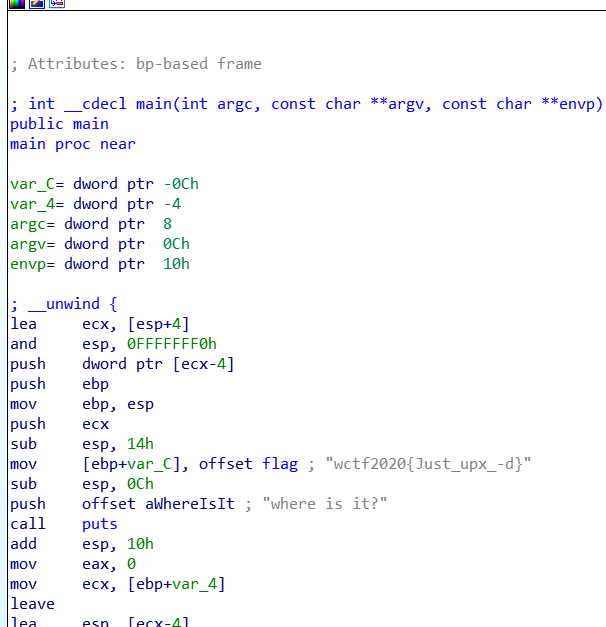 ; Attributes: bp-based frame
; int __cdecl main(int argc, const char **argv, const char **envp)
public main
main proc near
var_C= dword ptr -0Ch
var_4= dword ptr -4
argc= dword ptr  8
argv= dword ptr  0Ch
envp= dword ptr  10h
; __unwind {
lea     ecx, [esp+4]
and     esp, 0FFFFFFF0h
push    dword ptr [ecx-4]
push    ebp
mov     ebp, esp
push    ecx
sub     esp, 14h
mov     [ebp+var_C], offset flag ; "wctf2020{Just_upx_-d}"
sub     esp, 0Ch
push    offset aWhereIsIt ; "where is it?"
call    puts
add     esp, 10h
mov     eax, 0
mov     ecx, [ebp+var_4]
leave
lea     esp, [ecx-4]